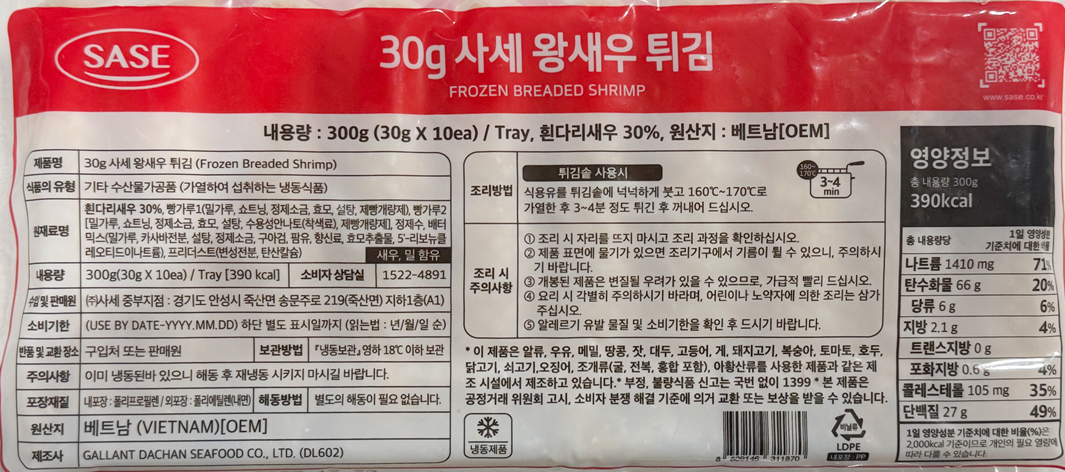 SASE
30g 사세 왕새우 튀김
FROZEN BREADED SHRIMP
www.sase.co.kr
내용량 : 300g (30g X 10ea) / Tray, 흰다리새우 30%, 원산지 : 베트남[OEM]
제품명 30g 사세 왕새우 튀김 (Frozen Breaded Shrimp)
식품의 유형 기타 수산물가공품 (가열하여 섭취하는 냉동식품)
원재료명 흰다리새우 30%, 빵가루1(밀가루, 쇼트닝, 정제소금, 효모, 설탕, 제빵개량제), 빵가루2
[밀가루, 쇼트닝, 정제소금, 효모, 설탕, 수용성안나토(착색료), 제빵개량제], 정제수, 배터
믹스(밀가루, 카사바전분, 설탕, 정제소금, 구아검, 팜유, 향신료, 효모추출물, 5'-리보뉴클
레오티드이나트륨), 프리더스트(변성전분, 탄산칼슘)
새우, 밀 함유
내용량 300g(30g X 10ea) / Tray [390 kcal] 소비자 상담실 1522-4891
수입 및 판매원 ㈜사세 중부지점 : 경기도 안성시 죽산면 송문주로 219(죽산면) 지하1층(A1)
소비기한 (USE BY DATE-YYYY.MM.DD) 하단 별도 표시일까지 (읽는법 : 년/월/일 순)
반품 및 교환 장소 구입처 또는 판매원 보관방법 『냉동보관』영하 18℃ 이하 보관
주의사항 이미 냉동된바 있으니 해동 후 재냉동 시키지 마시길 바랍니다.
포장재질 내포장 : 폴리프로필렌 / 외포장 : 폴리에틸렌(내면) 해동방법 별도의 해동이 필요 없습니다.
원산지 베트남 (VIETNAM)[OEM]
제조사 GALLANT DACHAN SEAFOOD CO., LTD. (DL602)
조리방법
튀김솥 사용시
식용유를 튀김솥에 넉넉하게 붓고 160℃~170℃로
가열한 후 3~4분 정도 튀긴 후 꺼내어 드십시오.
160~
170℃
3~4
min
조리 시
주의사항
① 조리 시 자리를 뜨지 마시고 조리 과정을 확인하십시오.
② 제품 표면에 물기가 있으면 조리기구에서 기름이 튈 수 있으니, 주의하시
기 바랍니다.
③ 개봉된 제품은 변질될 우려가 있을 수 있으므로, 가급적 빨리 드십시오.
④ 요리 시 각별히 주의하시기 바라며, 어린이나 노약자에 의한 조리는 삼가
주십시오.
⑤ 알레르기 유발 물질 및 소비기한을 확인 후 드시기 바랍니다.
* 이 제품은 알류, 우유, 메밀, 땅콩, 잣, 대두, 고등어, 게, 돼지고기, 복숭아, 토마토, 호두,
닭고기, 쇠고기,오징어, 조개류(굴, 전복, 홍합 포함), 아황산류를 사용한 제품과 같은 제
조 시설에서 제조하고 있습니다.* 부정, 불량식품 신고는 국번 없이 1399 * 본 제품은
공정거래 위원회 고시, 소비자 분쟁 해결 기준에 의거 교환 또는 보상을 받을 수 있습니다.
냉동제품
비닐류
LDPE
내포장 : PP
영양정보
총 내용량 300g
390kcal
총 내용량당 1일 영양성분
기준치에 대한 비율
나트륨 1410 mg 71%
탄수화물 66 g 20%
당류 6 g 6%
지방 2.1 g 4%
트랜스지방 0 g
포화지방 0.6 g 4%
콜레스테롤 105 mg 35%
단백질 27 g 49%
1일 영양성분 기준치에 대한 비율(%)은
2,000kcal 기준이므로 개인의 필요 열량에
따라 다를 수 있습니다.